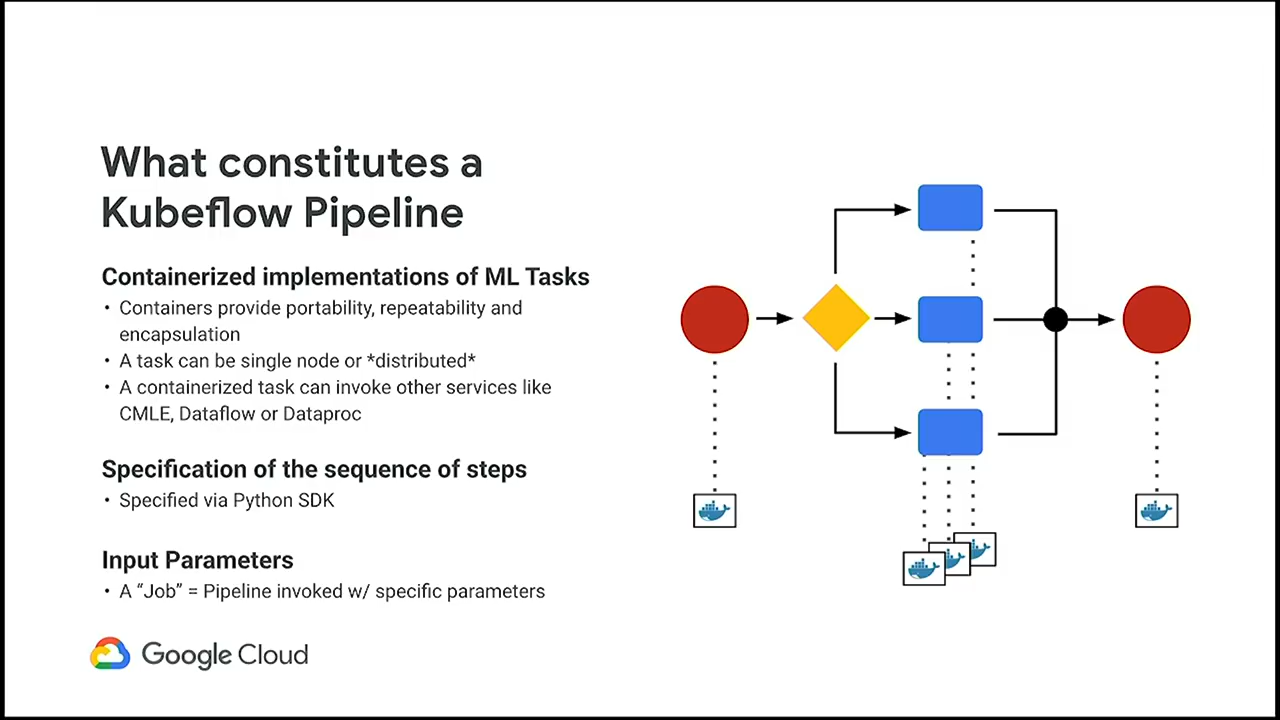 What constitutes a
Kubeflow Pipeline
Containerized implementations of ML Tasks
• Containers provide portability, repeatability and
encapsulation
• A task can be single node or *distributed*
• A containerized task can invoke other services like
CMLE, Dataflow or Dataproc
Specification of the sequence of steps
• Specified via Python SDK
Input Parameters
• A “Job” = Pipeline invoked w/ specific parameters
Google Cloud